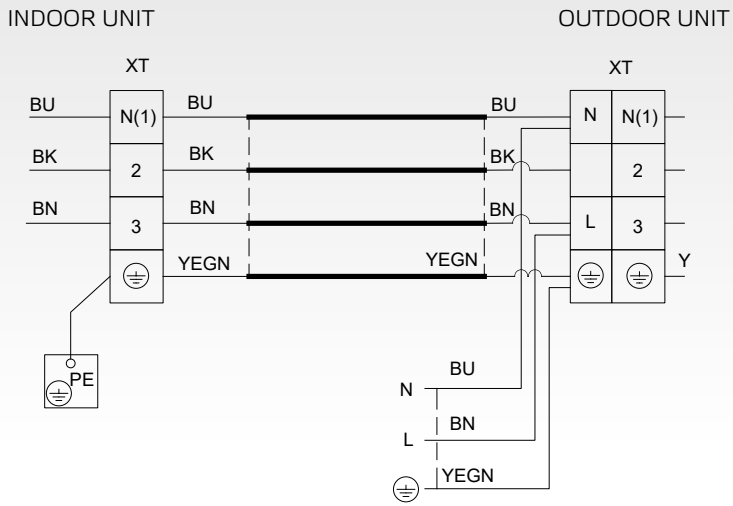 INDOOR UNIT
OUTDOOR UNIT
XT
XT
BU
N(1)
BU
BU
N
N(1)
BK
2
BK
BK
2
BN
3
BN
BN
L
3
YEGN
YEGN
Y
PE
N
BU
L
BN
YEGN